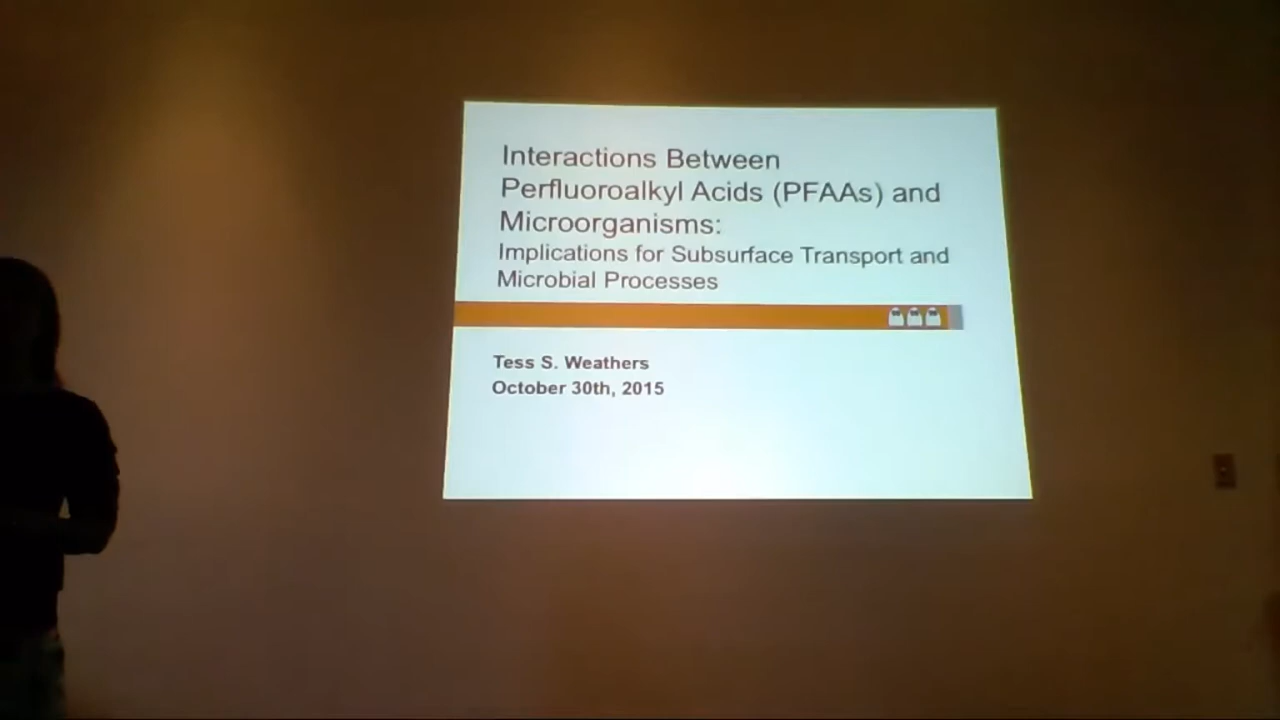 Interactions Between
Perfluoroalkyl Acids (PFAAs) and
Microorganisms:
Implications for Subsurface Transport and
Microbial Processes
Tess S. Weathers
October 30th, 2015